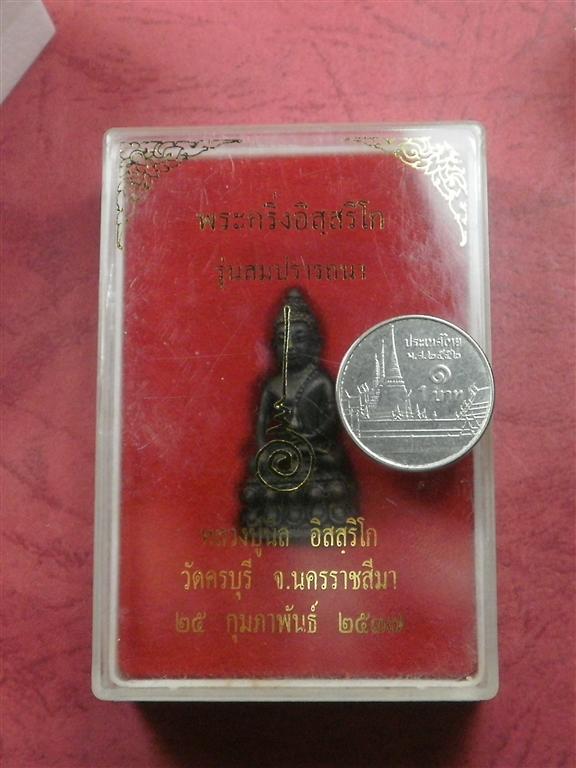 พระกริ่งอิสฺสริโก
รุ่นสมปรารถนา
ประเทศไทย
พ.ศ.๒๕๕๒
๑
1 บาท
หลวงปู่นิล อิสฺสริโก
วัดครบุรี จ.นครราชสีมา
๒๕ กุมภาพันธ์ ๒๕๓๗